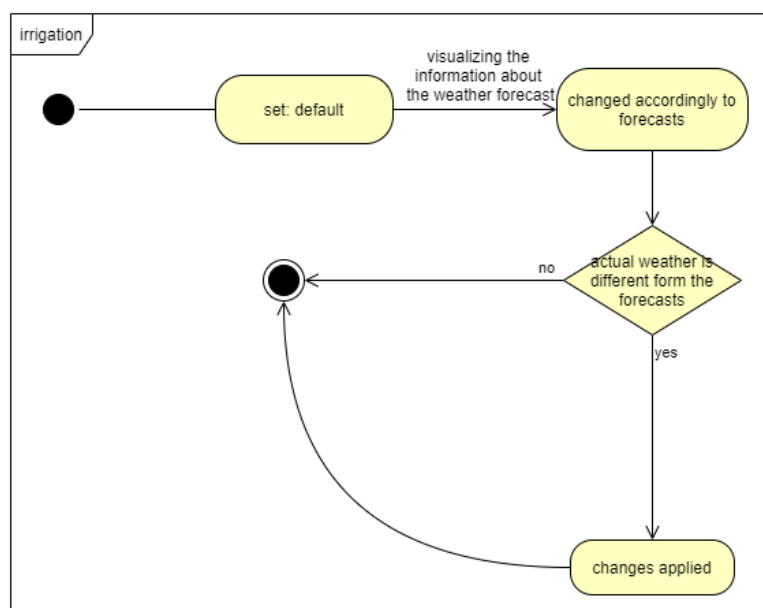 irrigation
visualizing the
information about
the weather forecast
set: default
changed accordingly to
forecasts
actual weather is
different form the
forecasts
no
yes
changes applied